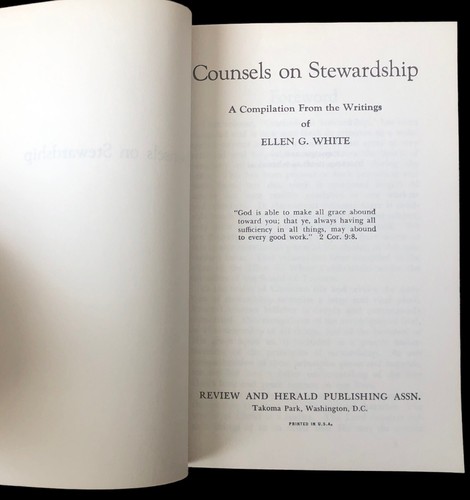 Counsels on Stewardship
A Compilation From the Writings
of
ELLEN G. WHITE
"God is able to make all grace abound
toward you; that ye, always having all
sufficiency in all things, may abound
to every good work." 2 Cor. 9:8.
REVIEW AND HERALD PUBLISHING ASSN.
Takoma Park, Washington, D.C.
PRINTED IN U.S.A.